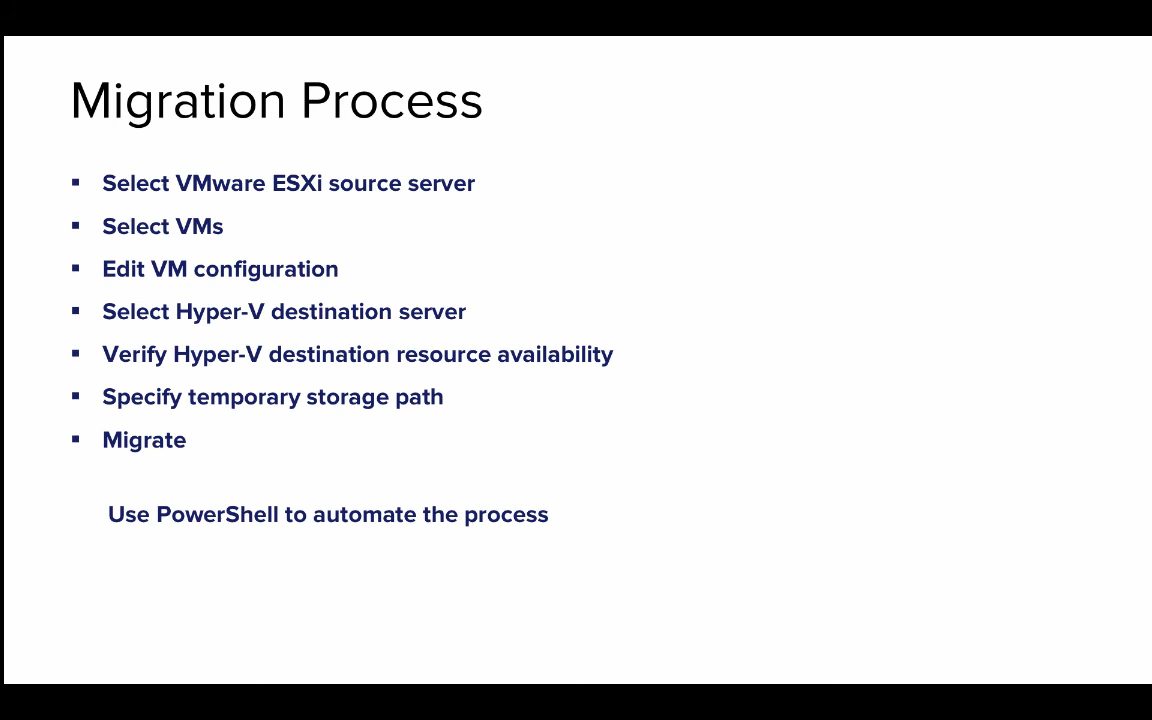 Migration Process
▪ Select VMware ESXi source server
▪ Select VMs
▪ Edit VM configuration
▪ Select Hyper-V destination server
▪ Verify Hyper-V destination resource availability
▪ Specify temporary storage path
▪ Migrate
Use PowerShell to automate the process